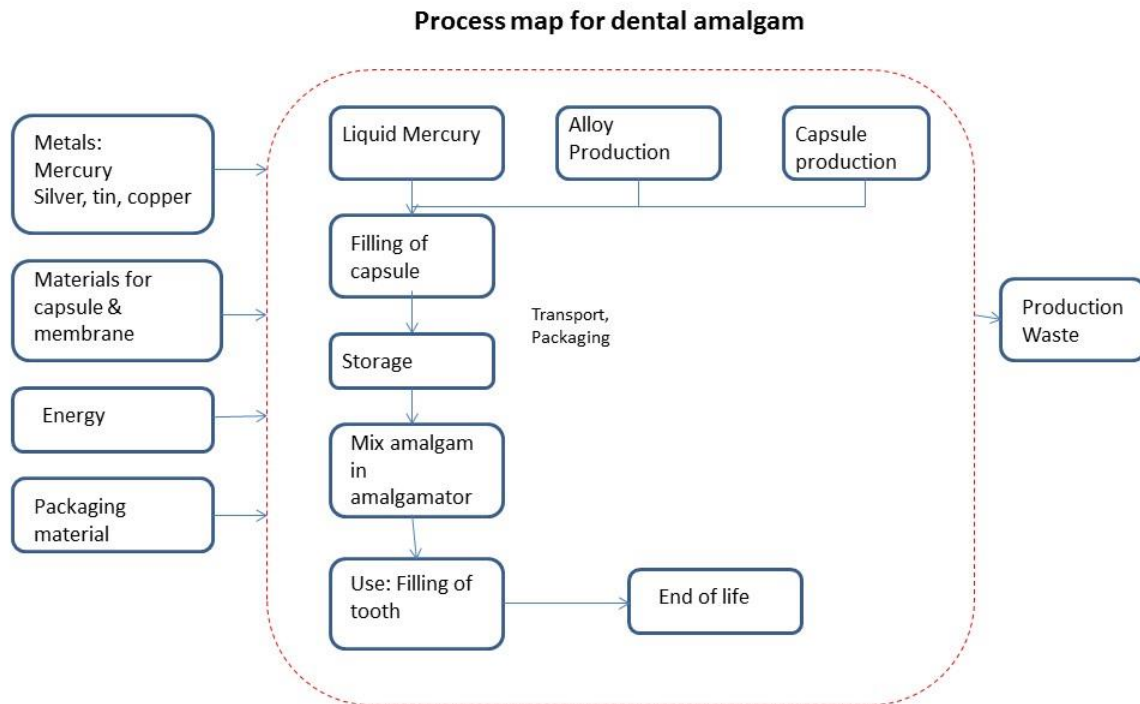 Process map for dental amalgam
Metals:
Mercury
Silver, tin, copper
Materials for
capsule &
membrane
Energy
Packaging
material
Liquid Mercury
Alloy
Production
Capsule
production
Filling of
capsule
Transport,
Packaging
Storage
Mix amalgam
in
amalgamator
Use: Filling of
tooth
End of life
Production
Waste